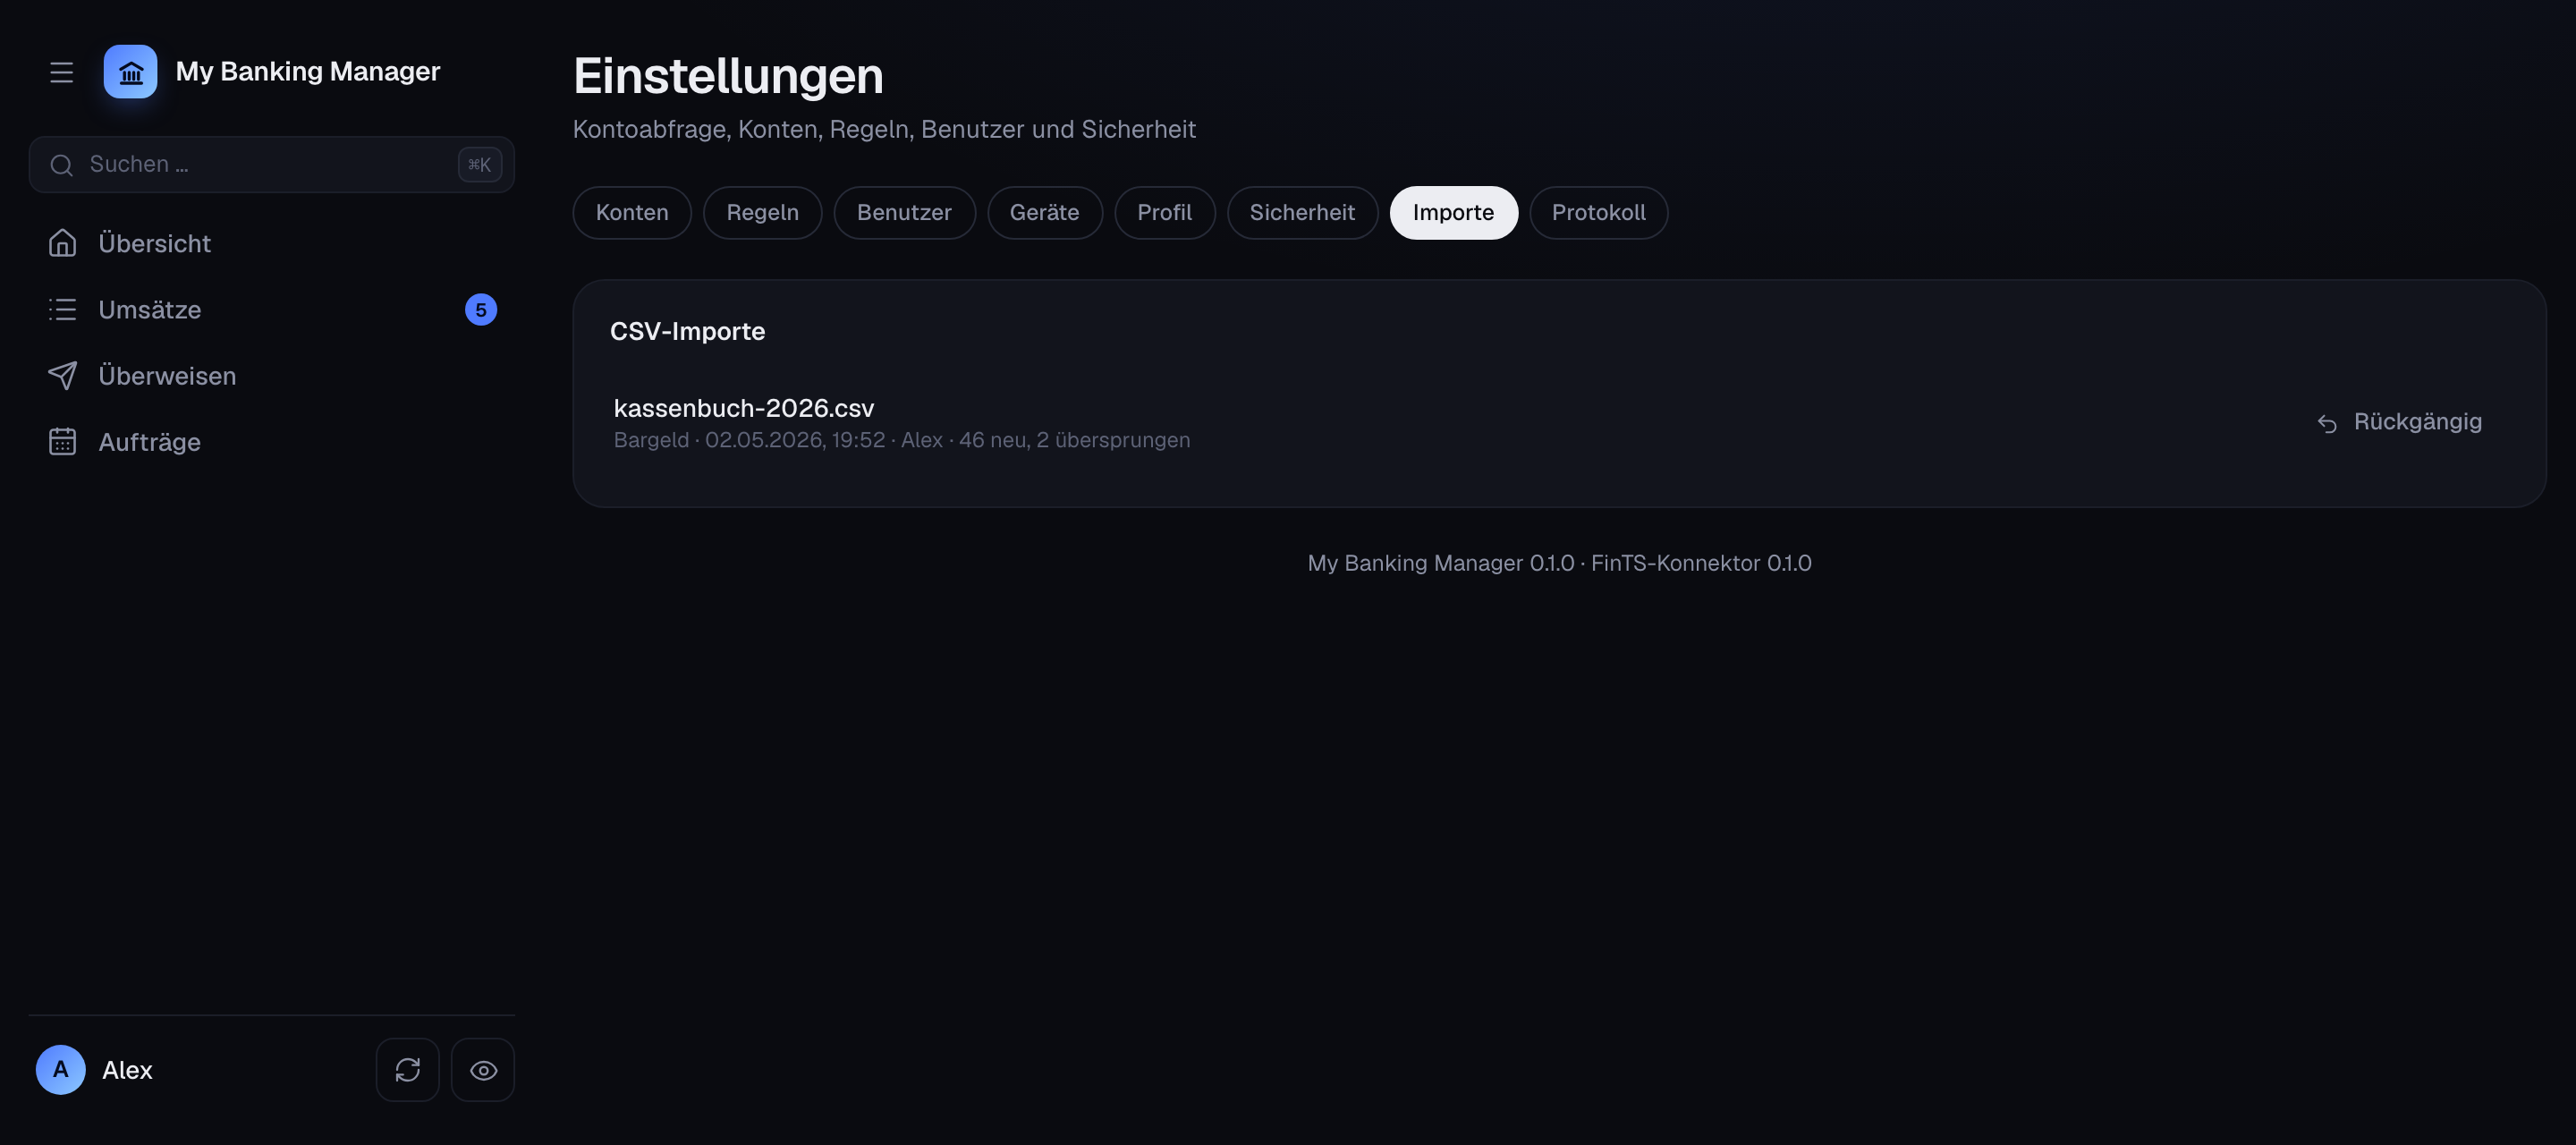 My Banking Manager
Suchen …
⌘K
Übersicht
Umsätze 5
Überweisen
Aufträge
A Alex
Einstellungen
Kontoabfrage, Konten, Regeln, Benutzer und Sicherheit
Konten Regeln Benutzer Geräte Profil Sicherheit Importe Protokoll
CSV-Importe
kassenbuch-2026.csv
Bargeld · 02.05.2026, 19:52 · Alex · 46 neu, 2 übersprungen
Rückgängig
My Banking Manager 0.1.0 · FinTS-Konnektor 0.1.0